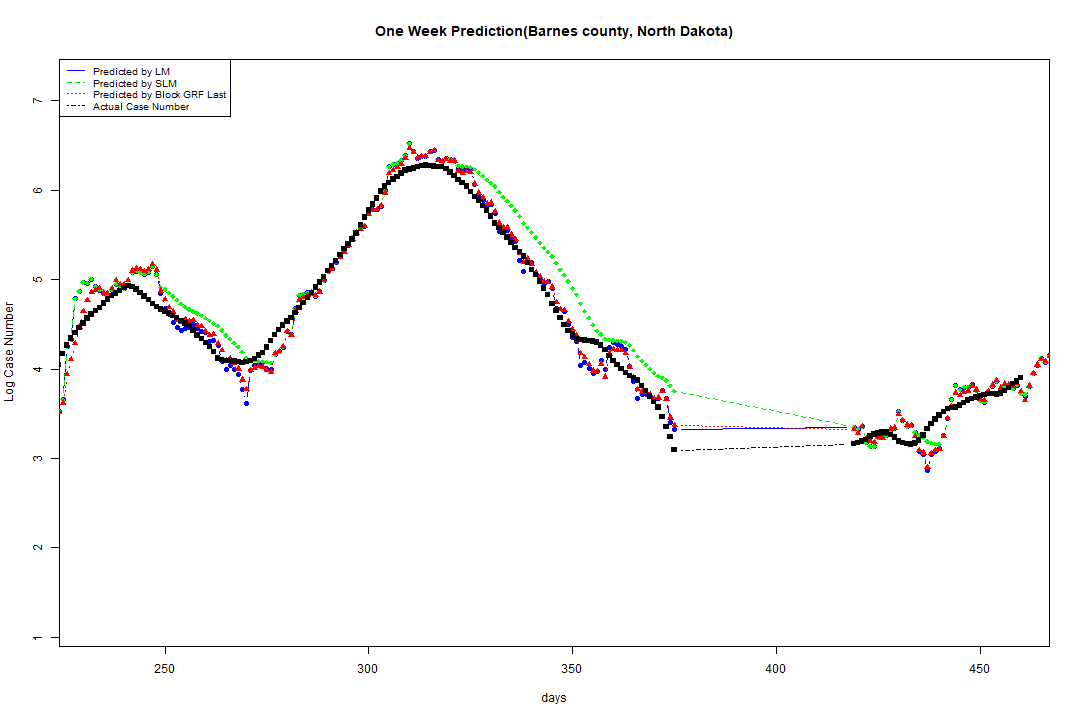 One Week Prediction(Barnes county, North Dakota)
Predicted by LM
Predicted by SLM
Predicted by Block GRF Last
Actual Case Number
7
6
5
4
3
2
1
Log Case Number
250
300
350
400
450
days